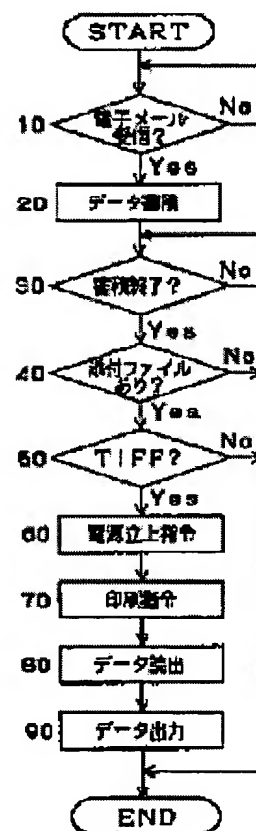 START
電子メール
受信?
No
10
Yes
20
データ蓄積
30
蓄積終了?
No
Yes
40
添付ファイル
あり?
No
Yes
50
TIFF?
No
Yes
60
電源立上指令
70
印刷指令
80
データ読出
90
データ出力
END